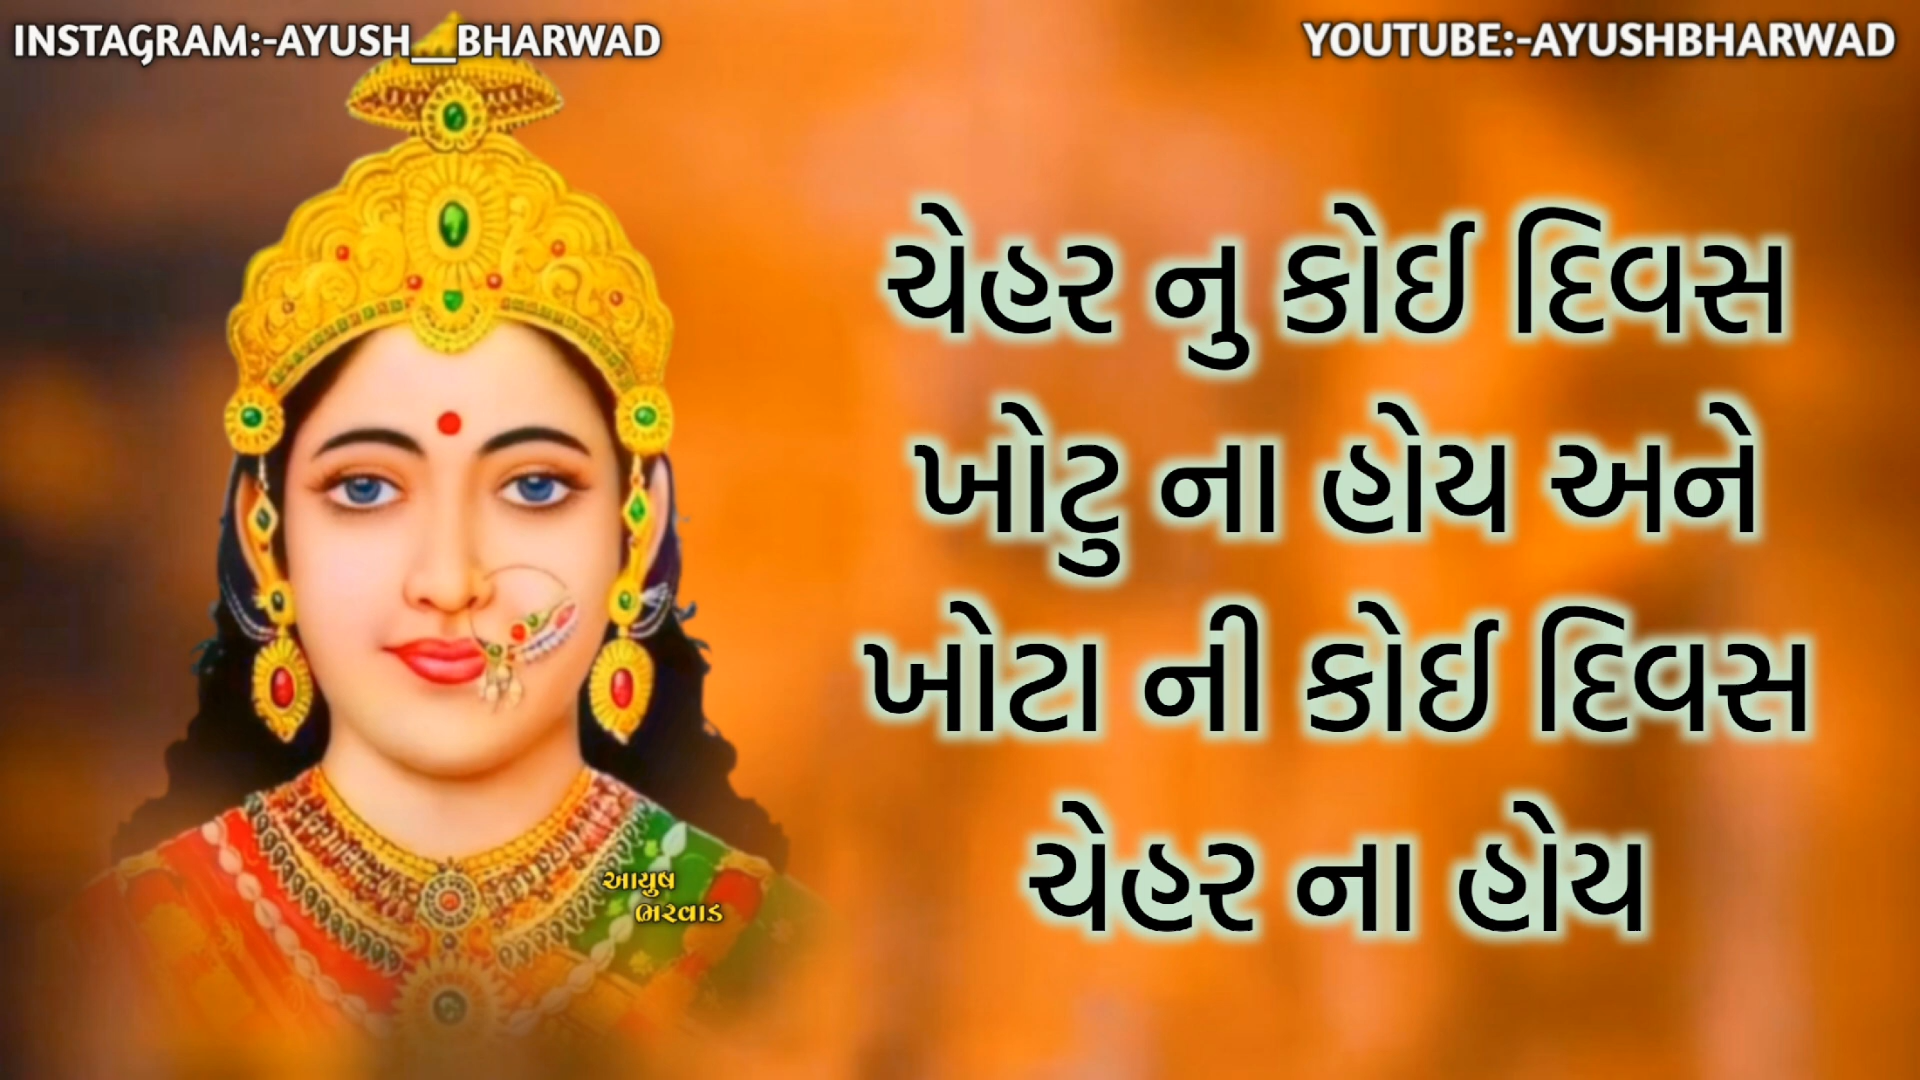 INSTAGRAM:-AYUSH__BHARWAD
YOUTUBE:-AYUSHBHARWAD
ચેહર નુ કોઈ દિવસ
ખોટુ ના હોય અને
ખોટા ની કોઈ દિવસ
ચેહર ના હોય
આયુષ
ભરવાડ